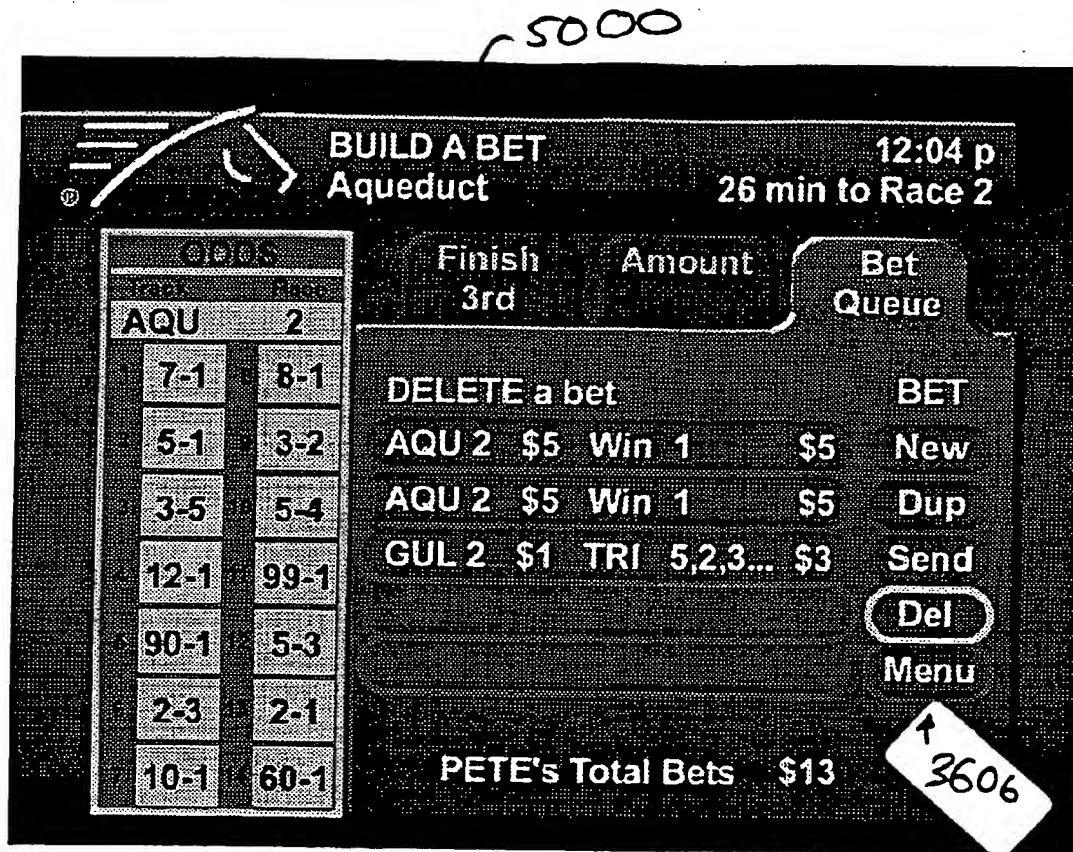 5000
BUILD A BET
Aqueduct
12:04 p
26 min to Race 2
ODDS
Track Race
AQU 2
7-1 8-1
5-1 3-2
3-5 5-4
12-1 99-1
90-1 5-3
2-3 2-1
10-1 60-1
Finish
3rd
Amount
Bet
Queue
DELETE a bet
AQU 2 $5 Win 1 $5
AQU 2 $5 Win 1 $5
GUL 2 $1 TRI 5,2,3... $3
BET
New
Dup
Send
Del
Menu
PETE's Total Bets $13
3606
®